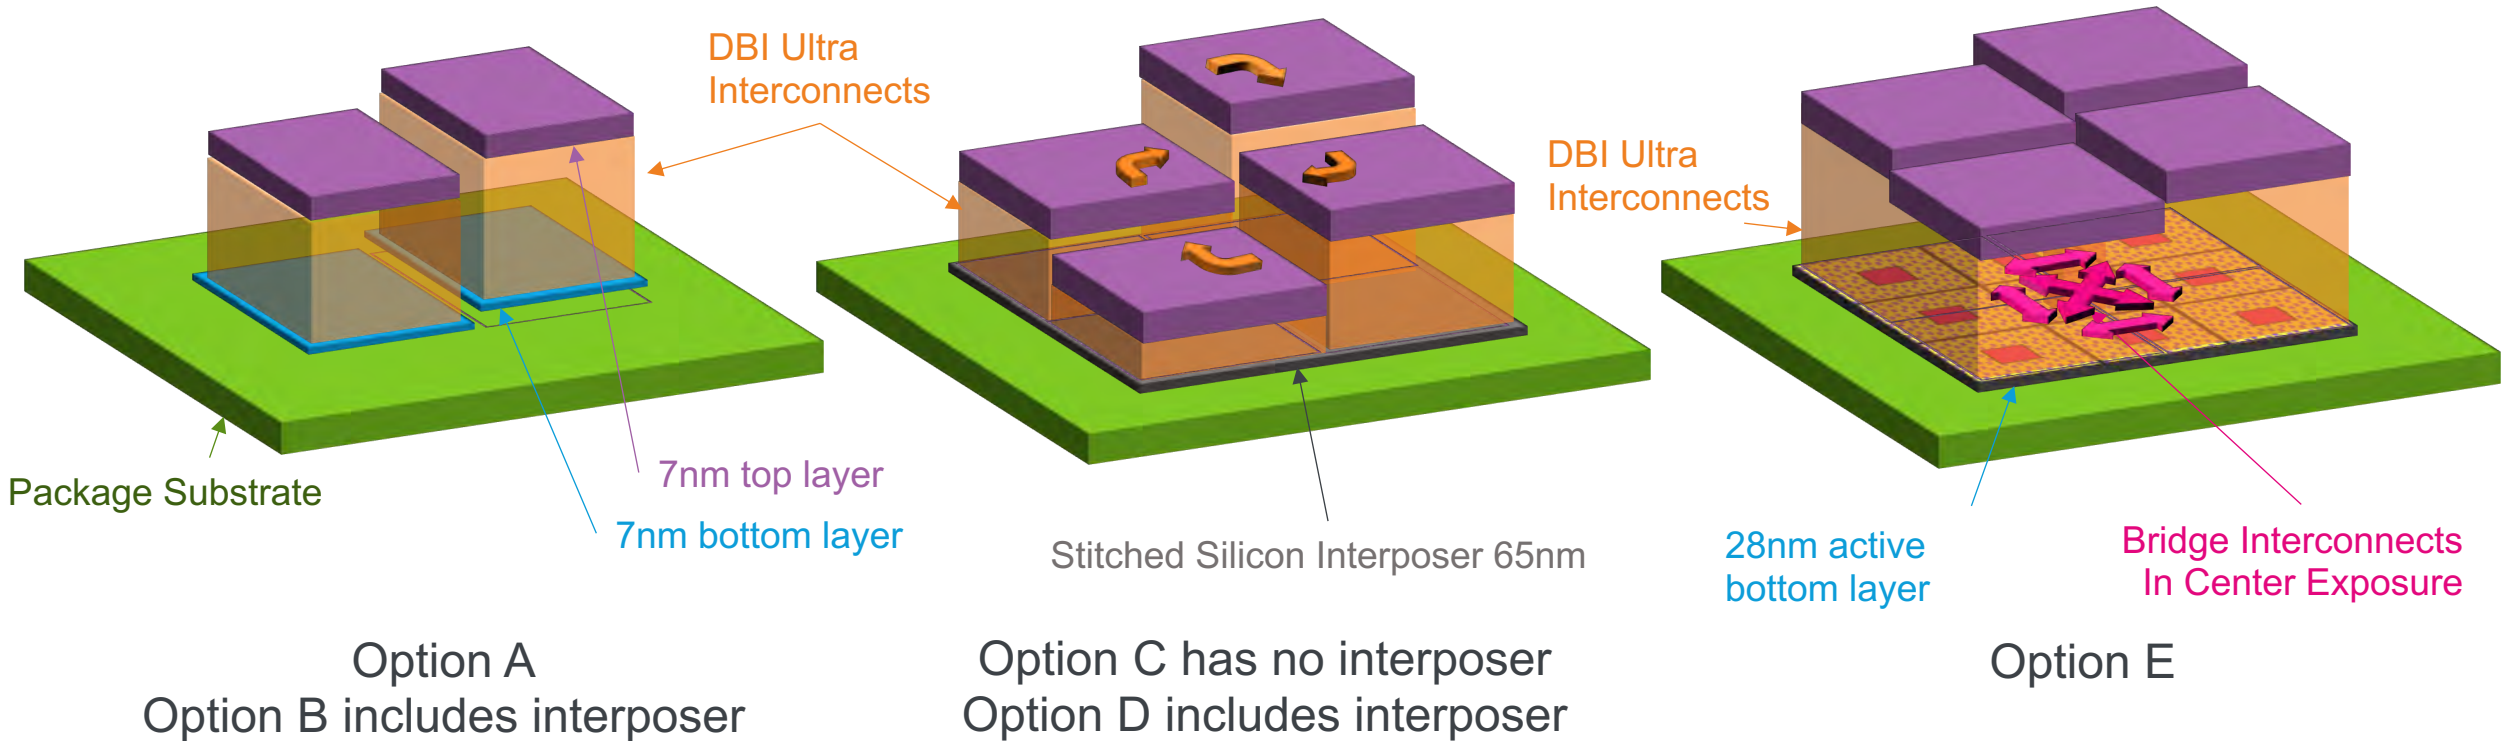 DBI Ultra
Interconnects
DBI Ultra
Interconnects
Package Substrate
7nm top layer
7nm bottom layer
Stitched Silicon Interposer 65nm
28nm active
bottom layer
Bridge Interconnects
In Center Exposure
Option A
Option B includes interposer
Option C has no interposer
Option D includes interposer
Option E